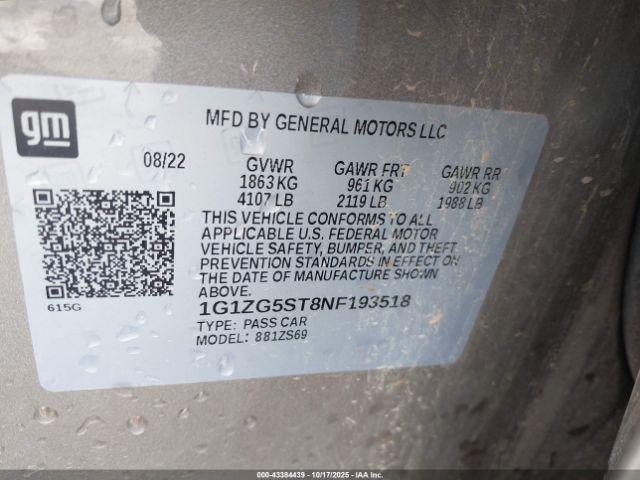 gm
MFD BY GENERAL MOTORS LLC
08/22 GVWR GAWR FRT GAWR RR
1863 KG 961 KG 902 KG
4107 LB 2119 LB 1988 LB
THIS VEHICLE CONFORMS TO ALL
APPLICABLE U.S. FEDERAL MOTOR
VEHICLE SAFETY, BUMPER, AND THEFT
PREVENTION STANDARDS IN EFFECT ON
THE DATE OF MANUFACTURE SHOWN
ABOVE.
615G
1G1ZG5ST8NF193518
TYPE: PASS CAR
MODEL: 881ZS69
000-43384439 - 10/17/2025 - IAA Inc.